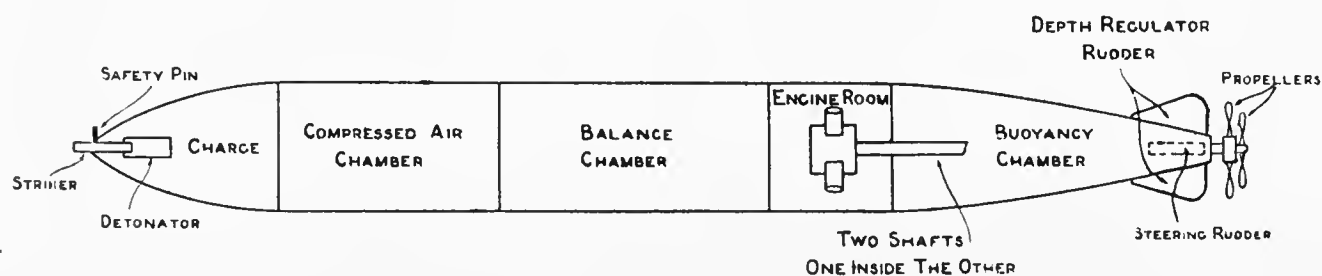 DEPTH REGULATOR
RUDDER
SAFETY PIN
PROPELLERS
ENGINE ROOM
CHARGE
COMPRESSED AIR
CHAMBER
BALANCE
CHAMBER
BUOYANCY
CHAMBER
STRIKER
DETONATOR
TWO SHAFTS
ONE INSIDE THE OTHER
STEERING RUDDER